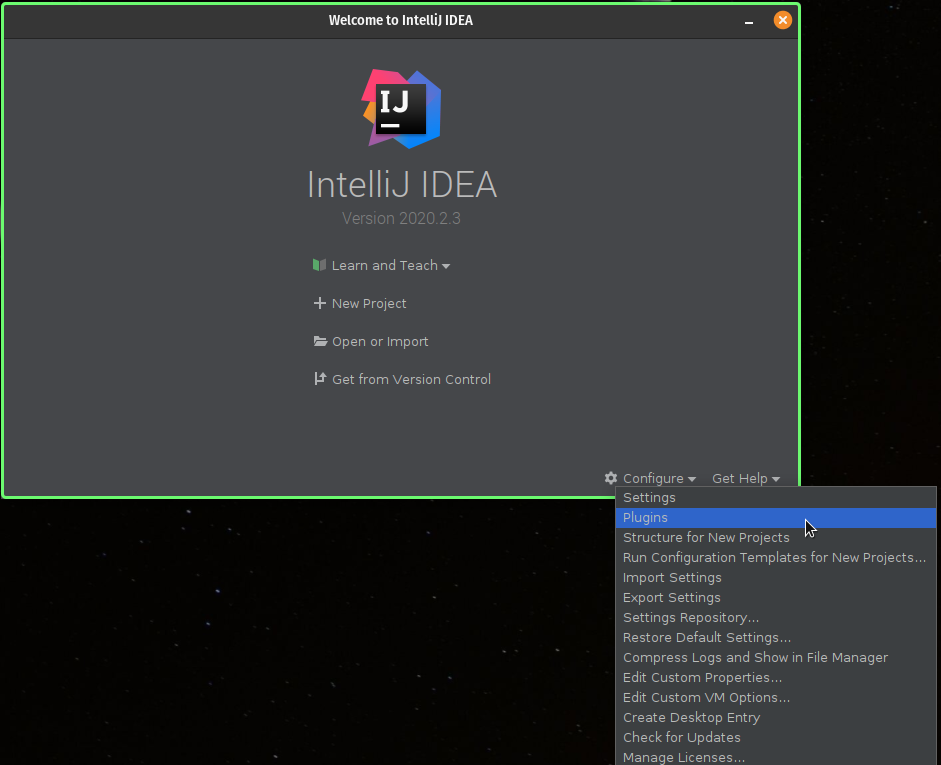 Welcome to IntelliJ IDEA
IJ
IntelliJ IDEA
Version 2020.2.3
Learn and Teach
New Project
Open or Import
Get from Version Control
Configure Get Help
Settings
Plugins
Structure for New Projects
Run Configuration Templates for New Projects...
Import Settings
Export Settings
Settings Repository...
Restore Default Settings...
Compress Logs and Show in File Manager
Edit Custom Properties...
Edit Custom VM Options...
Create Desktop Entry
Check for Updates
Manage Licenses...